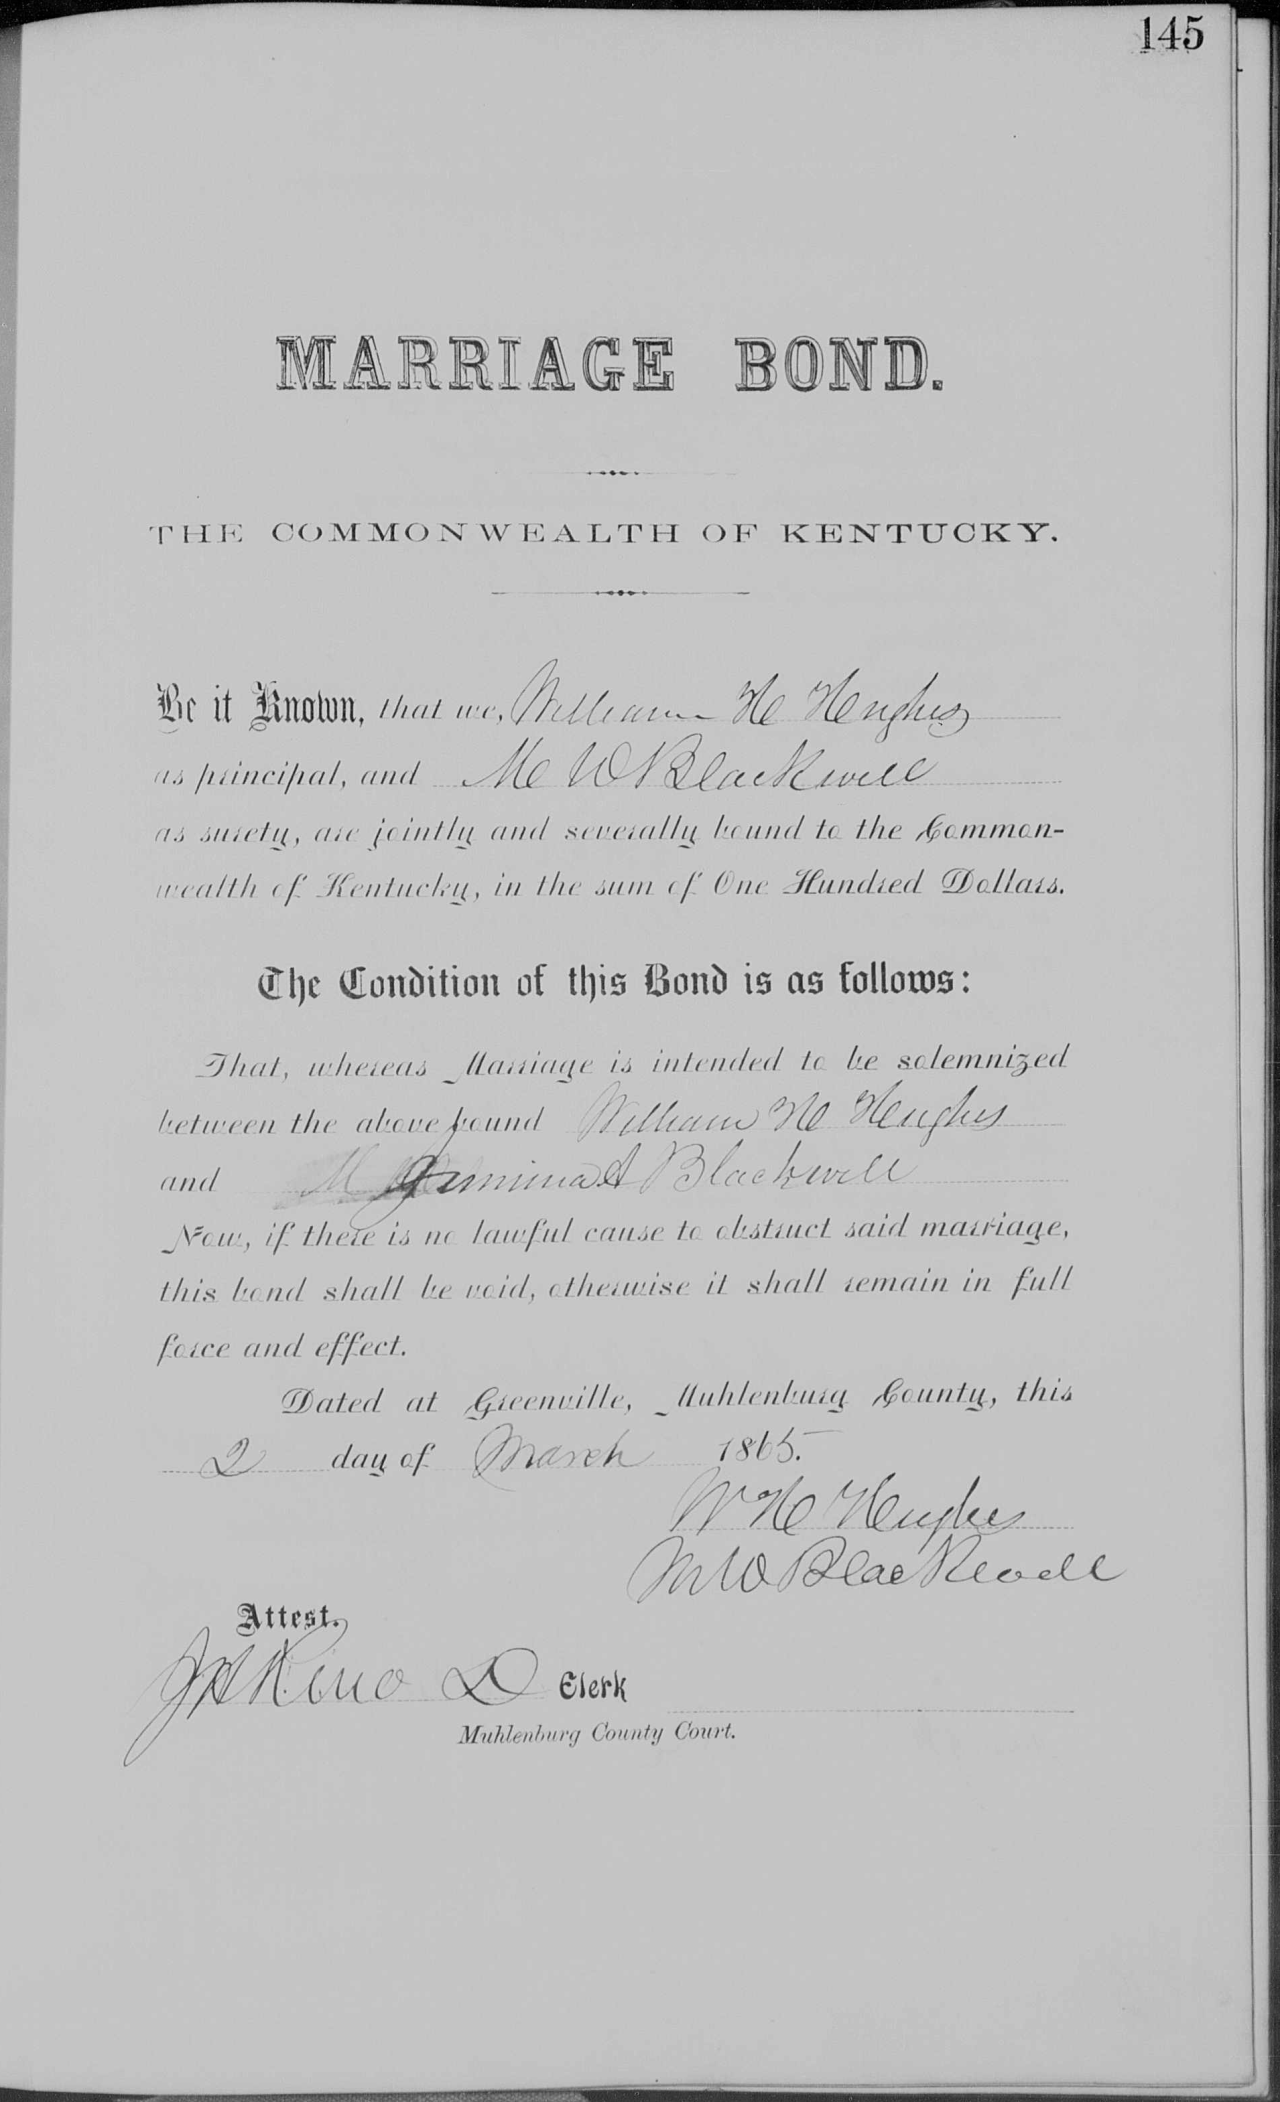 145
MARRIAGE BOND.
THE COMMONWEALTH OF KENTUCKY.
Be it Known, that we, William H Hughes
as principal, and M W Blackwell
as surety, are jointly and severally bound to the Common-
wealth of Kentucky, in the sum of One Hundred Dollars.
The Condition of this Bond is as follows:
That, whereas Marriage is intended to be solemnized
between the above bound William H Hughes
and Jemima A Blackwell
Now, if there is no lawful cause to obstruct said marriage,
this bond shall be void, otherwise it shall remain in full
force and effect.
Dated at Greenville, Muhlenburg County, this
2 day of March 1865.
W H Hughes
M W Blackwell
Attest.
D Clerk
Muhlenburg County Court.